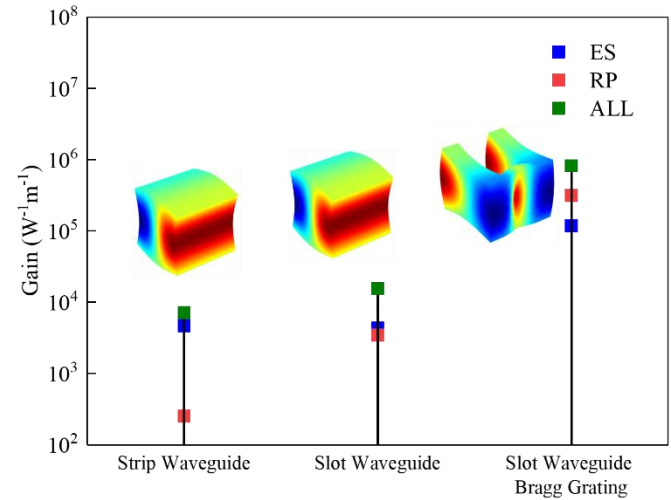 10⁸
10⁷
10⁶
10⁵
10⁴
10³
10²
Gain (W⁻¹m⁻¹)
ES
RP
ALL
Strip Waveguide
Slot Waveguide
Slot Waveguide
Bragg Grating